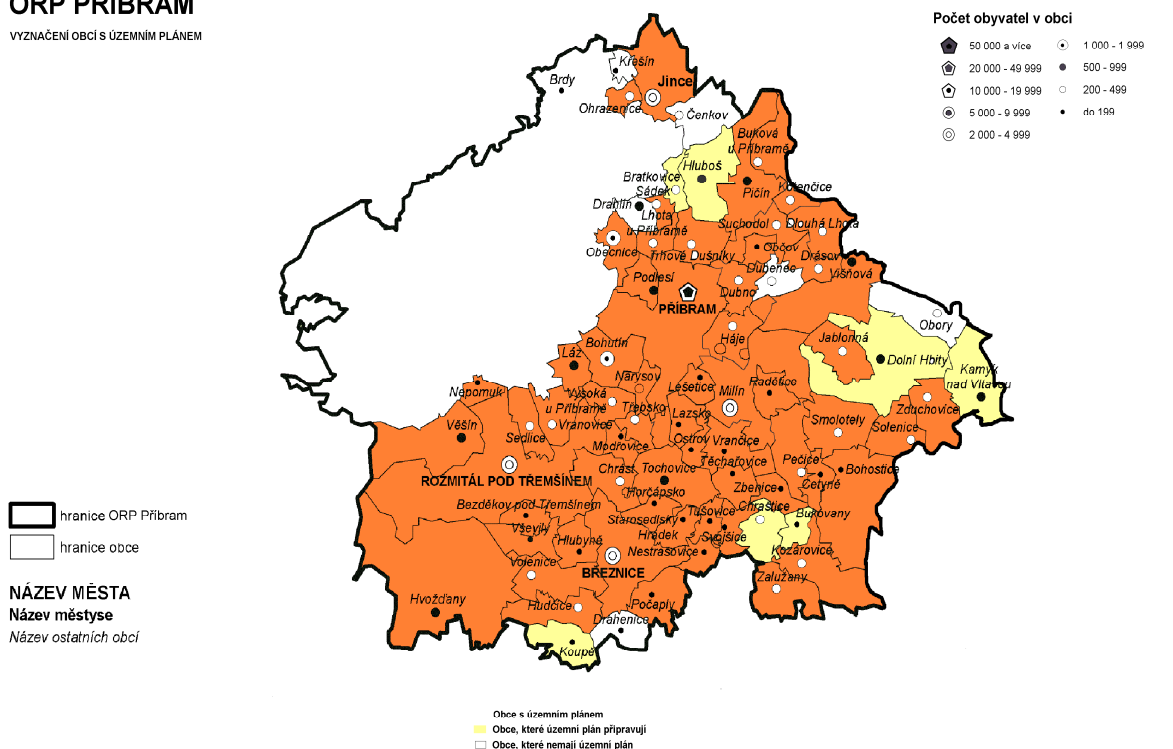 ORP PŘÍBRAM
VYZNAČENÍ OBCÍ S ÚZEMNÍM PLÁNEM
Počet obyvatel v obci
50 000 a více
1 000 - 1 999
20 000 - 49 999
500 - 999
10 000 - 19 999
200 - 499
5 000 - 9 999
do 199
2 000 - 4 999
Křešín
Brdy
Jince
Ohrazenice
Čenkov
Buková
u Příbramě
Hluboš
Bratkovice
Sádek
Pičín
Kotenčice
Drahlín
Lhota
u Příbramě
Suchodol
Dlouhá Lhota
Obecnice
Trhové Dušníky
Občov
Drásov
Dubenec
Višňová
Podlesí
Dubno
PŘÍBRAM
Obory
Háje
Jablonná
Bohutín
Láz
Dolní Hbity
Kamýk
nad Vltavou
Narysov
Lešetice
Milín
Radětice
Nepomuk
Vysoká
u Příbramě
Třebsko
Lazsko
Zduchovice
Věšín
Sedlice
Vranovice
Smolotely
Solenice
Modřovice
Ostrov
Vrančice
ROŽMITÁL POD TŘEMŠÍNEM
Chrást
Tochovice
Těchařovice
Pečice
Bohostice
Cetyně
Horčápsko
Zbenice
Bezděkov pod Třemšínem
Chraštice
Bukovany
Starosedlský
Hrádek
Tušovice
Vševily
Svojšice
Hlubyně
Nestrašovice
Kozárovice
Volenice
BŘEZNICE
Zalužany
Hvožďany
Hudčice
Počaply
Drahenice
Koupě
hranice ORP Příbram
hranice obce
NÁZEV MĚSTA
Název městyse
Název ostatních obcí
Obce s územním plánem
Obce, které územní plán připravují
Obce, které nemají územní plán